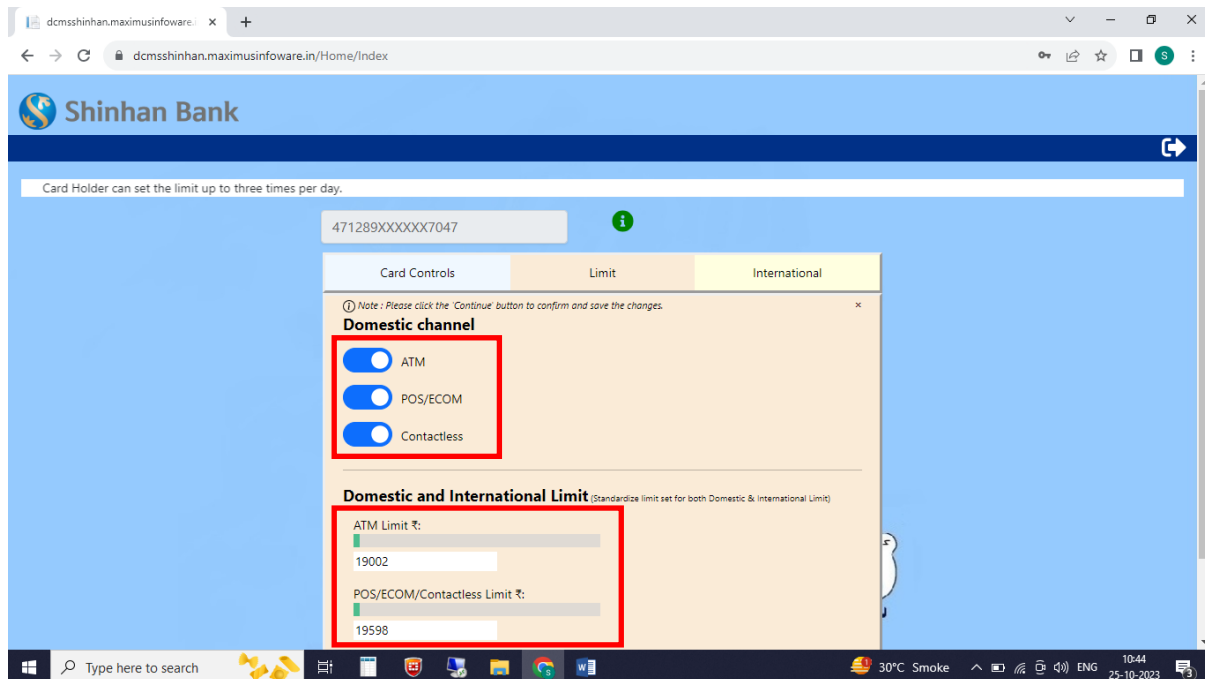 dcmsshinhan.maximusinfoware.i
dcmsshinhan.maximusinfoware.in/Home/Index
S
Shinhan Bank
Card Holder can set the limit up to three times per day.
471289XXXXXX7047
Card Controls Limit International
Note : Please click the 'Continue' button to confirm and save the changes. ×
Domestic channel
ATM
POS/ECOM
Contactless
Domestic and International Limit (Standardize limit set for both Domestic & International Limit)
ATM Limit ₹:
19002
POS/ECOM/Contactless Limit ₹:
19598
Type here to search
30°C Smoke
ENG
10:44
25-10-2023
3